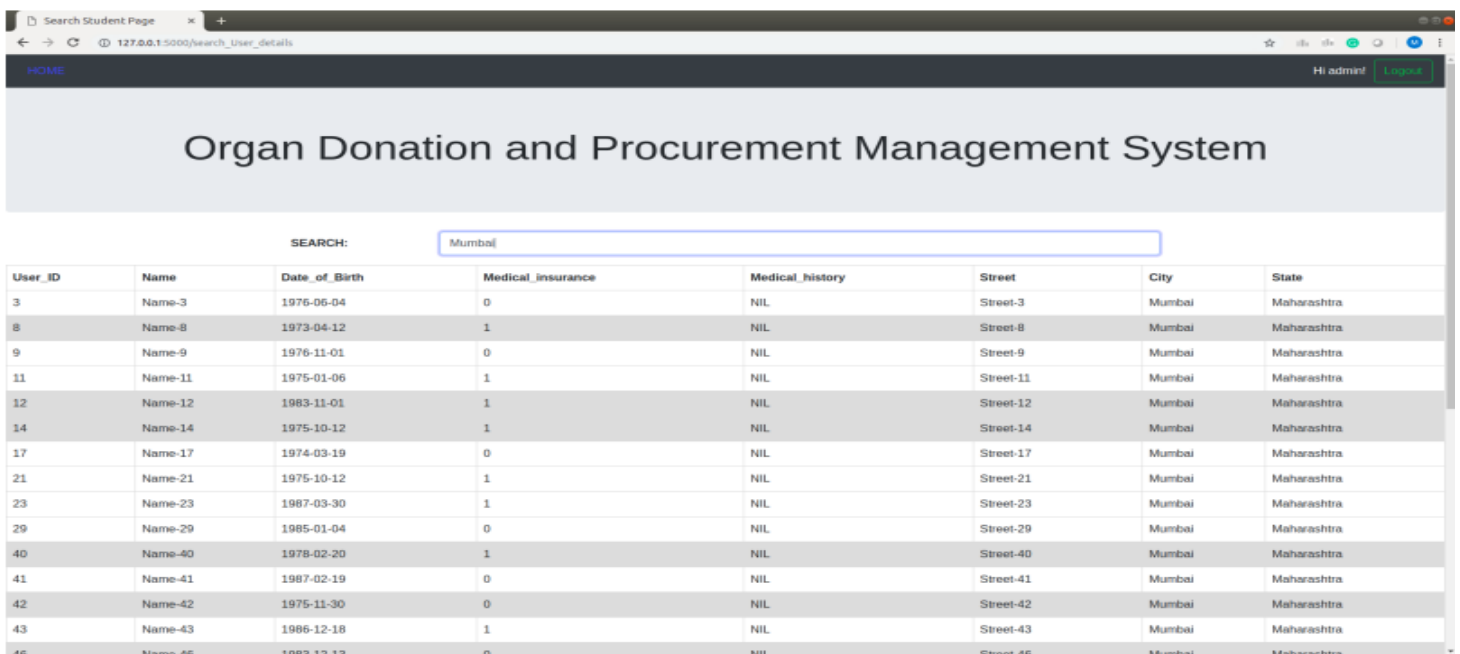 Search Student Page
127.0.0.1:5000/search_User_details
HOME Hi admin! Logout
Organ Donation and Procurement Management System
SEARCH: Mumbai
User_ID Name Date_of_Birth Medical_insurance Medical_history Street City State
3 Name-3 1976-06-04 0 NIL Street-3 Mumbai Maharashtra
8 Name-8 1973-04-12 1 NIL Street-8 Mumbai Maharashtra
9 Name-9 1976-11-01 0 NIL Street-9 Mumbai Maharashtra
11 Name-11 1975-01-06 1 NIL Street-11 Mumbai Maharashtra
12 Name-12 1983-11-01 1 NIL Street-12 Mumbai Maharashtra
14 Name-14 1975-10-12 1 NIL Street-14 Mumbai Maharashtra
17 Name-17 1974-03-19 0 NIL Street-17 Mumbai Maharashtra
21 Name-21 1975-10-12 1 NIL Street-21 Mumbai Maharashtra
23 Name-23 1987-03-30 1 NIL Street-23 Mumbai Maharashtra
29 Name-29 1985-01-04 0 NIL Street-29 Mumbai Maharashtra
40 Name-40 1978-02-20 1 NIL Street-40 Mumbai Maharashtra
41 Name-41 1987-02-19 0 NIL Street-41 Mumbai Maharashtra
42 Name-42 1975-11-30 0 NIL Street-42 Mumbai Maharashtra
43 Name-43 1986-12-18 1 NIL Street-43 Mumbai Maharashtra